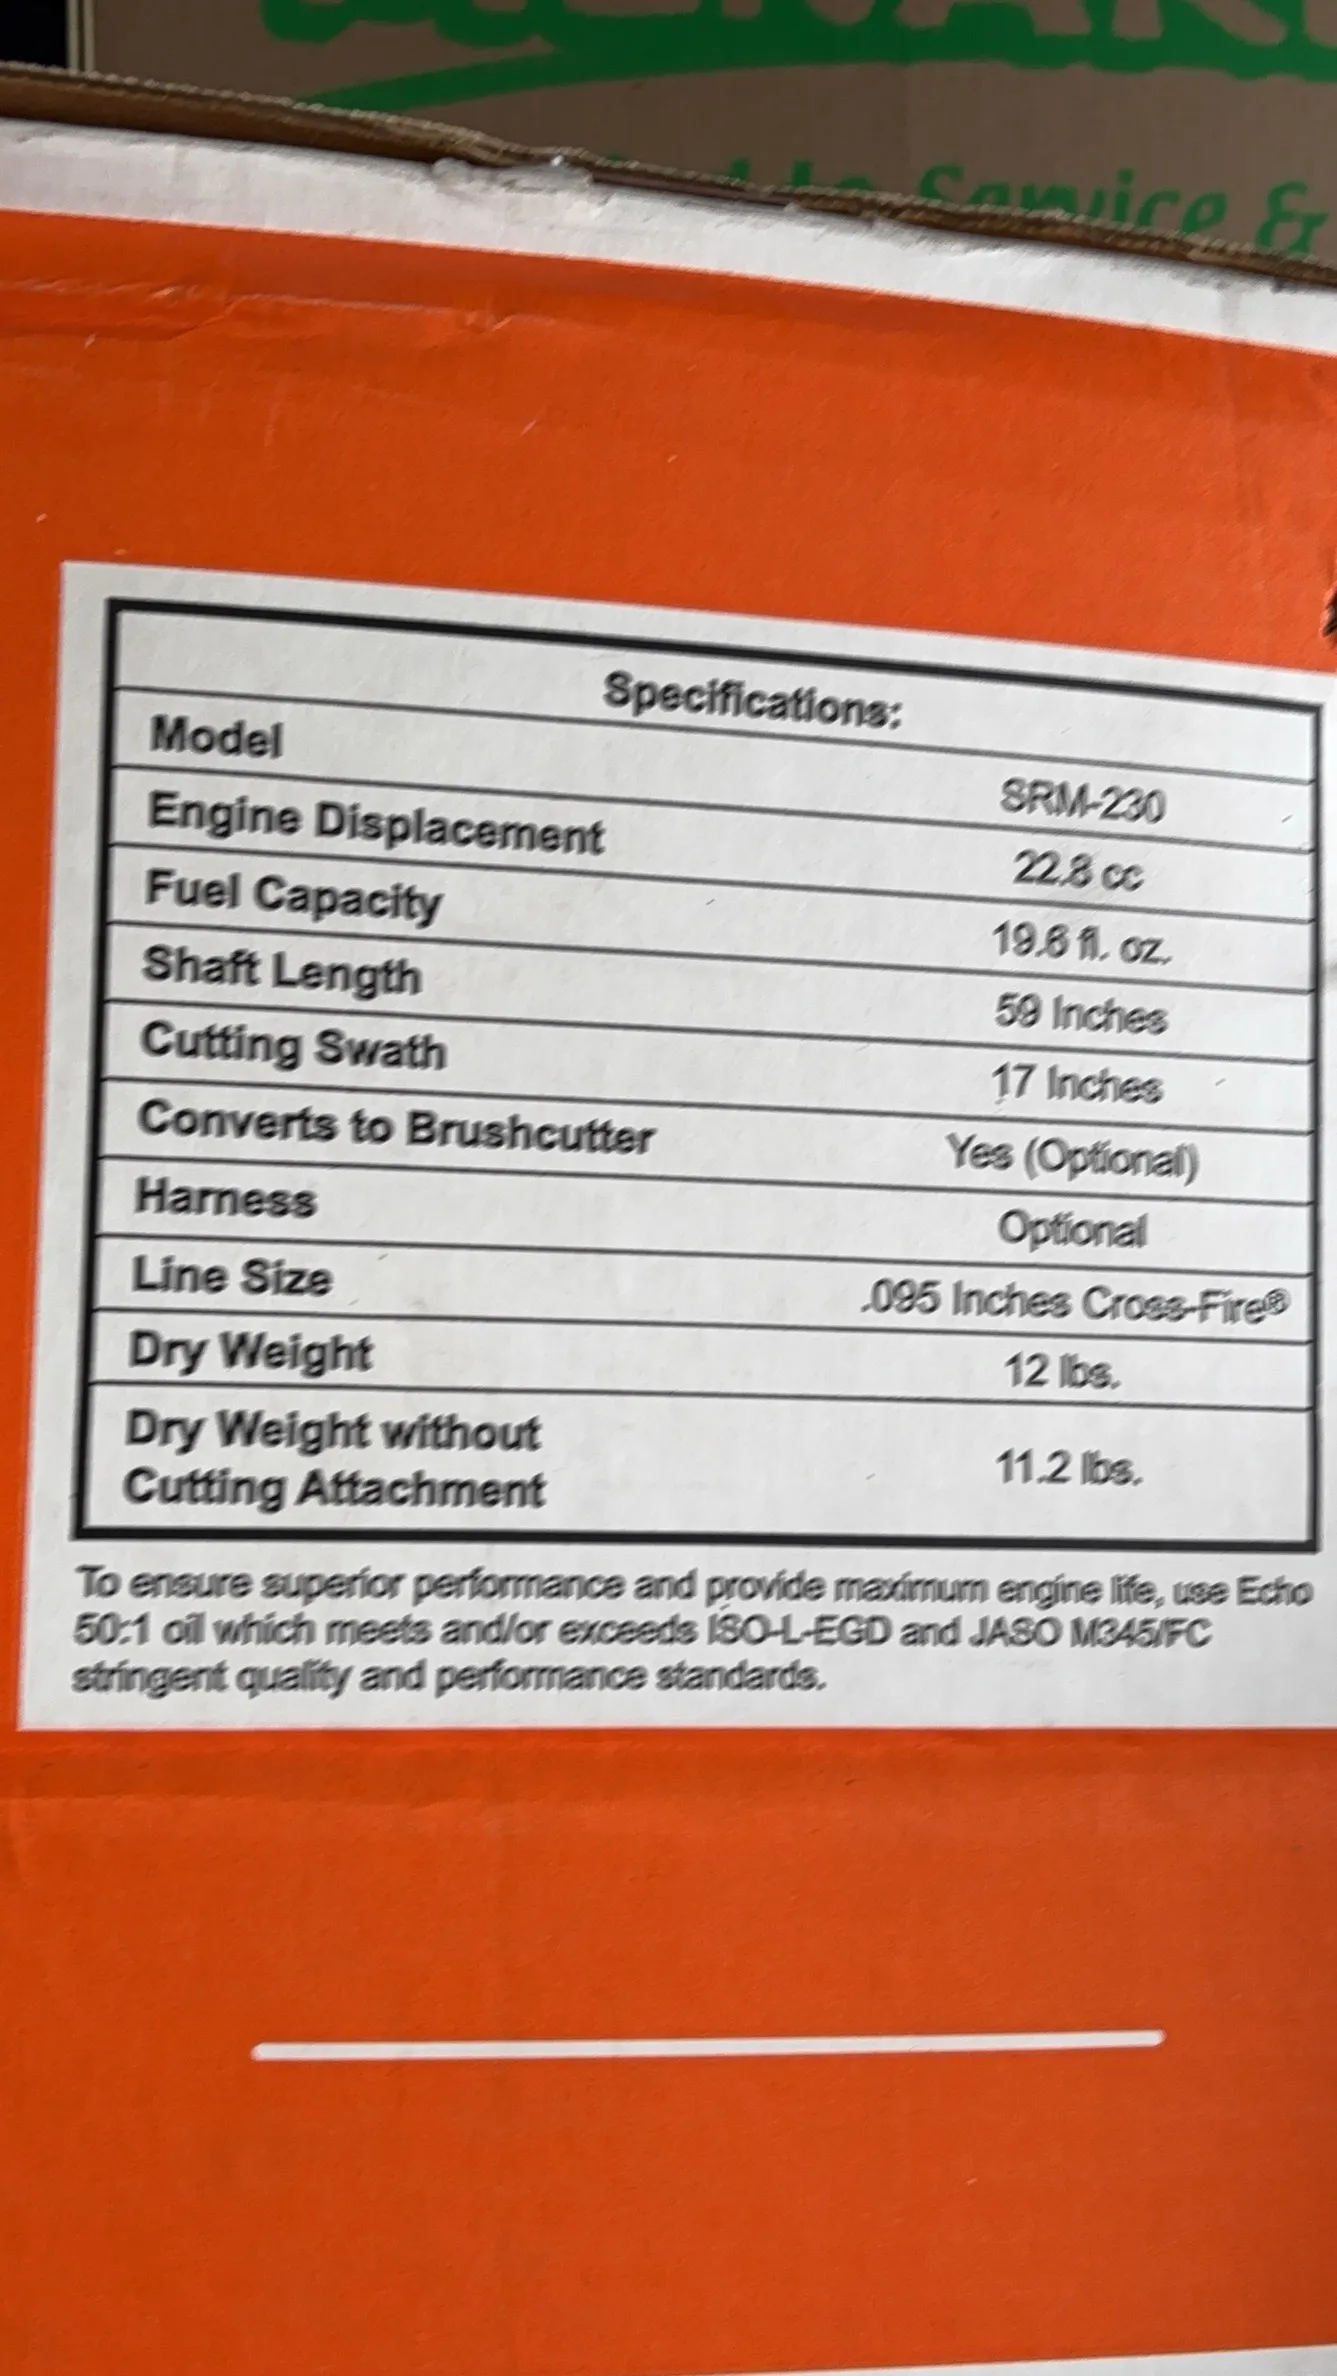 Service &
Specifications:
Model SRM-230
Engine Displacement 22.8 cc
Fuel Capacity 19.6 fl. oz.
Shaft Length 59 Inches
Cutting Swath 17 Inches
Converts to Brushcutter Yes (Optional)
Harness Optional
Line Size .095 Inches Cross-Fire®
Dry Weight 12 lbs.
Dry Weight without
Cutting Attachment 11.2 lbs.
To ensure superior performance and provide maximum engine life, use Echo
50:1 oil which meets and/or exceeds ISO-L-EGD and JASO M345/FC
stringent quality and performance standards.